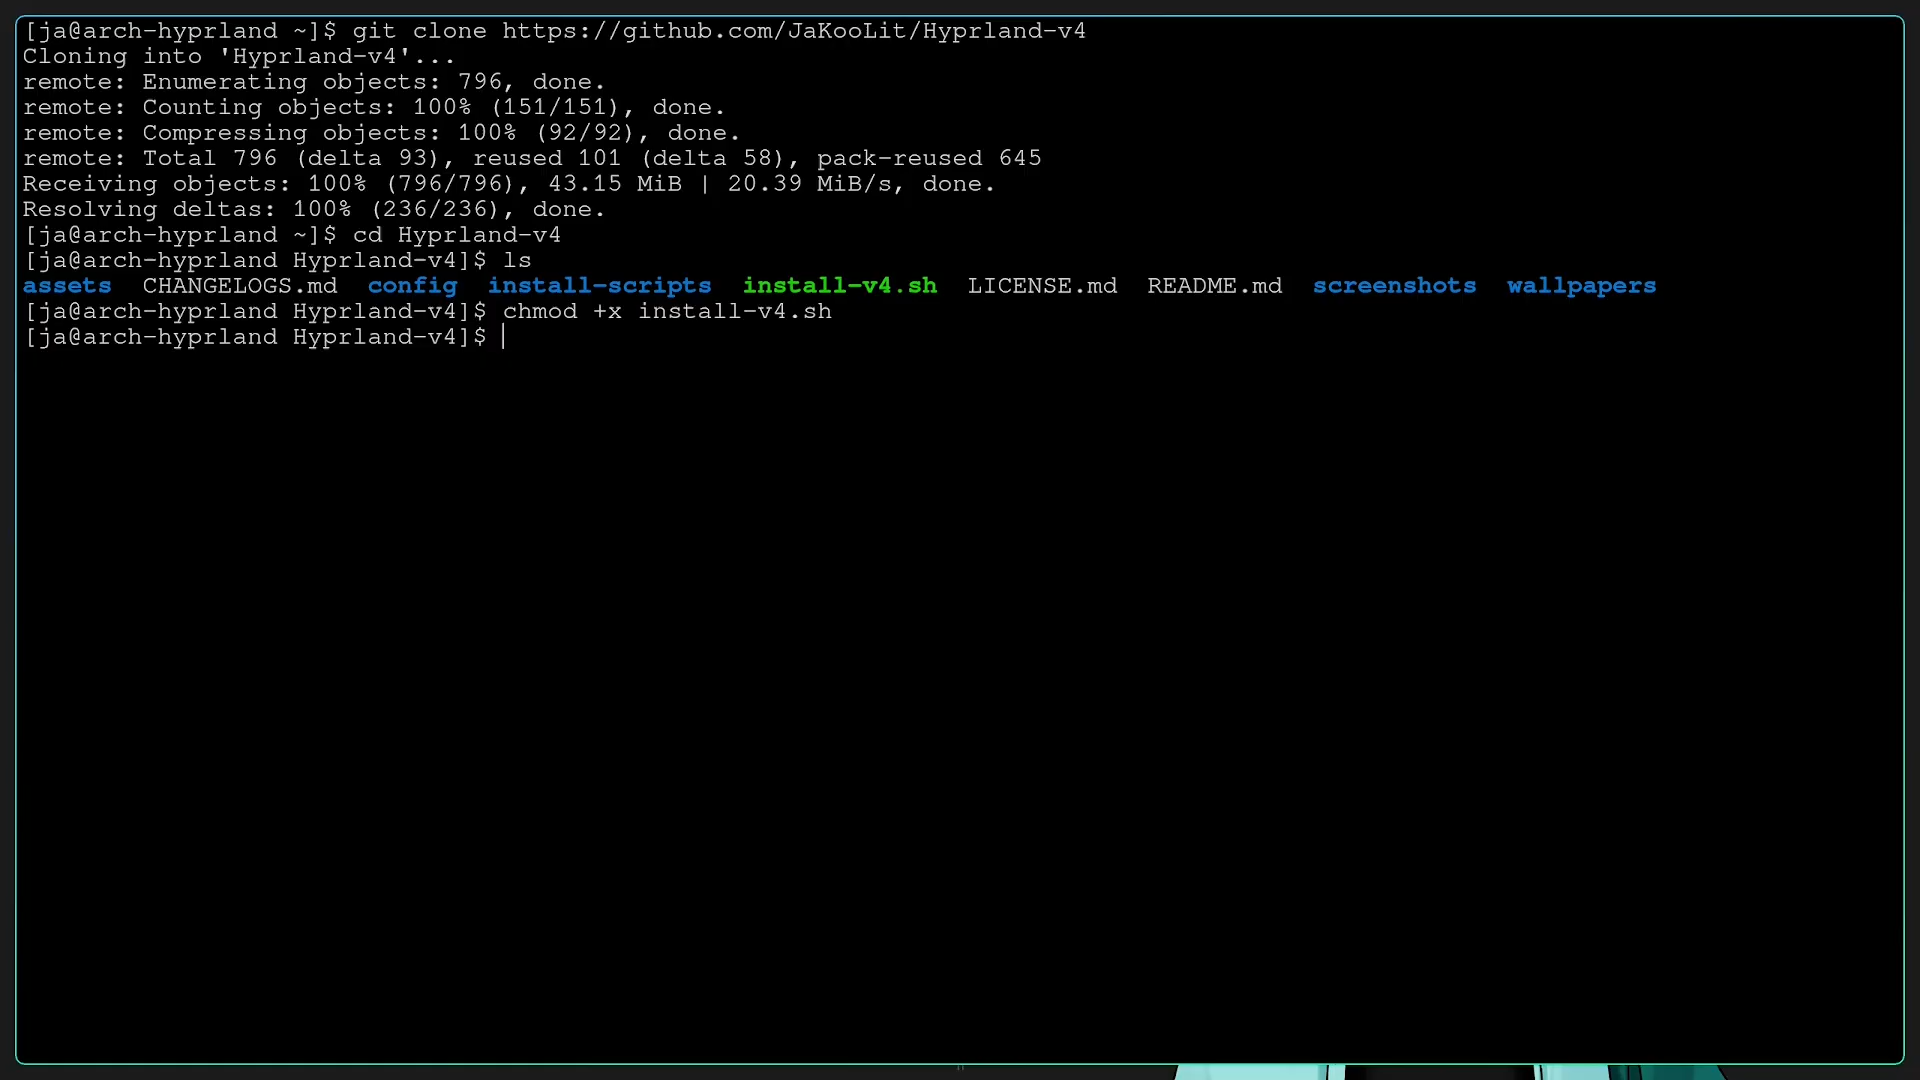 [ja@arch-hyprland ~]$ git clone https://github.com/JaKooLit/Hyprland-v4
Cloning into 'Hyprland-v4'...
remote: Enumerating objects: 796, done.
remote: Counting objects: 100% (151/151), done.
remote: Compressing objects: 100% (92/92), done.
remote: Total 796 (delta 93), reused 101 (delta 58), pack-reused 645
Receiving objects: 100% (796/796), 43.15 MiB | 20.39 MiB/s, done.
Resolving deltas: 100% (236/236), done.
[ja@arch-hyprland ~]$ cd Hyprland-v4
[ja@arch-hyprland Hyprland-v4]$ ls
assets  CHANGELOGS.md  config  install-scripts  install-v4.sh  LICENSE.md  README.md  screenshots  wallpapers
[ja@arch-hyprland Hyprland-v4]$ chmod +x install-v4.sh
[ja@arch-hyprland Hyprland-v4]$